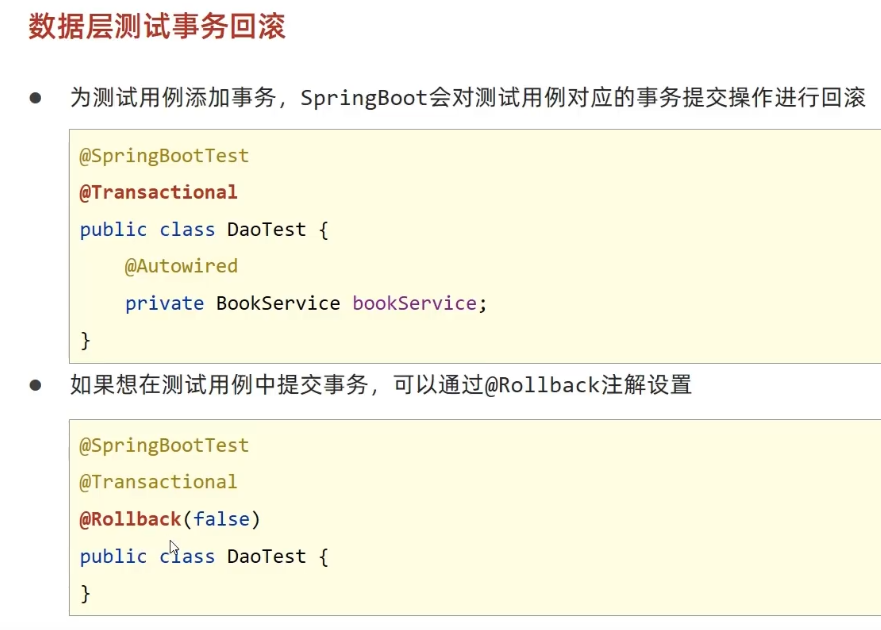 数据层测试事务回滚
● 为测试用例添加事务，SpringBoot会对测试用例对应的事务提交操作进行回滚
@SpringBootTest
@Transactional
public class DaoTest {
    @Autowired
    private BookService bookService;
}
● 如果想在测试用例中提交事务，可以通过@Rollback注解设置
@SpringBootTest
@Transactional
@Rollback(false)
public class DaoTest {
}